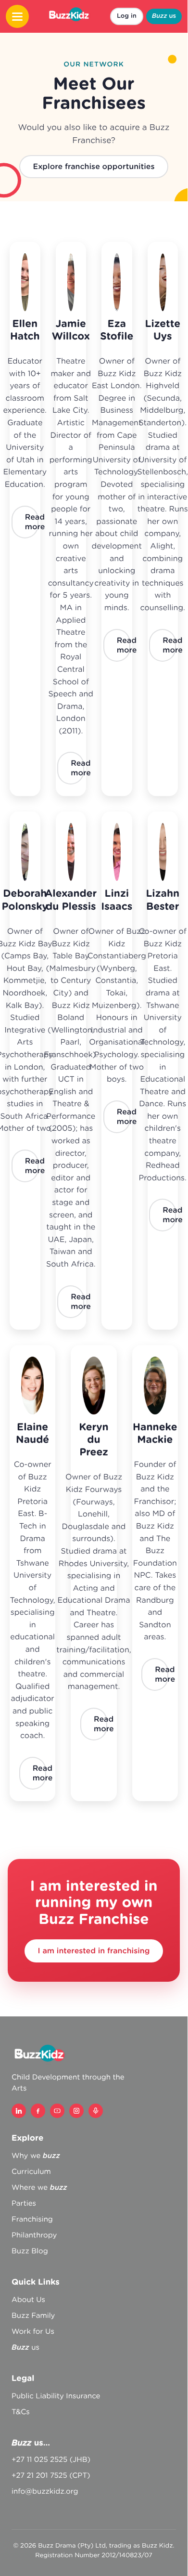 BuzzKidz
Log in
Buzz us
OUR NETWORK
Meet Our
Franchisees
Would you also like to acquire a Buzz
Franchise?
Explore franchise opportunities
Ellen
Hatch
Educator
with 10+
years of
classroom
experience.
Graduate
of the
University
of Utah in
Elementary
Education.
Read
more
Jamie
Willcox
Theatre
maker and
educator
from Salt
Lake City.
Artistic
Director of
a
performing
arts
program
for young
people for
14 years,
running her
own
creative
arts
consultancy
for 5 years.
MA in
Applied
Theatre
from the
Royal
Central
School of
Speech and
Drama,
London
(2011).
Read
more
Eza
Stofile
Owner of
Buzz Kidz
East London.
Degree in
Business
Management
from Cape
Peninsula
University of
Technology.
Devoted
mother of
two,
passionate
about child
development
and
unlocking
creativity in
young
minds.
Read
more
Lizette
Uys
Owner of
Buzz Kidz
Highveld
(Secunda,
Middelburg,
Standerton).
Studied
drama at
University of
Stellenbosch,
specialising
in interactive
theatre. Runs
her own
company,
Alight,
combining
drama
techniques
with
counselling.
Read
more
Deborah
Polonsky
Owner of
Buzz Kidz Bay
(Camps Bay,
Hout Bay,
Kommetjie,
Noordhoek,
Kalk Bay).
Studied
Integrative
Arts
Psychotherapy
in London,
with further
psychotherapy
studies in
South Africa.
Mother of two.
Read
more
Alexander
du Plessis
Owner of
Buzz Kidz
Table Bay
(Malmesbury
to Century
City) and
Buzz Kidz
Boland
(Wellington,
Paarl,
Franschhoek).
Graduated
UCT in
English and
Theatre &
Performance
(2005); has
worked as
director,
producer,
editor and
actor for
stage and
screen, and
taught in the
UAE, Japan,
Taiwan and
South Africa.
Read
more
Linzi
Isaacs
Owner of Buzz
Kidz
Constantiaberg
(Wynberg,
Constantia,
Tokai,
Muizenberg).
Honours in
Industrial and
Organisational
Psychology.
Mother of two
boys.
Read
more
Lizahn
Bester
Co-owner of
Buzz Kidz
Pretoria
East.
Studied
drama at
Tshwane
University
of
Technology,
specialising
in
Educational
Theatre and
Dance. Runs
her own
children's
theatre
company,
Redhead
Productions.
Read
more
Elaine
Naudé
Co-owner
of Buzz
Kidz
Pretoria
East. B-
Tech in
Drama
from
Tshwane
University
of
Technology,
specialising
in
educational
and
children's
theatre.
Qualified
adjudicator
and public
speaking
coach.
Read
more
Keryn
du
Preez
Owner of Buzz
Kidz Fourways
(Fourways,
Lonehill,
Douglasdale and
surrounds).
Studied drama at
Rhodes University,
specialising in
Acting and
Educational Drama
and Theatre.
Career has
spanned adult
training/facilitation,
communications
and commercial
management.
Read
more
Hanneke
Mackie
Founder of
Buzz Kidz
and the
Franchisor;
also MD of
Buzz Kidz
and The
Buzz
Foundation
NPC. Takes
care of the
Randburg
and
Sandton
areas.
Read
more
I am interested in
running my own
Buzz Franchise
I am interested in franchising
BuzzKidz
Child Development through the
Arts
Explore
Why we buzz
Curriculum
Where we buzz
Parties
Franchising
Philanthropy
Buzz Blog
Quick Links
About Us
Buzz Family
Work for Us
Buzz us
Legal
Public Liability Insurance
T&Cs
Buzz us...
+27 11 025 2525 (JHB)
+27 21 201 7525 (CPT)
info@buzzkidz.org
© 2026 Buzz Drama (Pty) Ltd, trading as Buzz Kidz.
Registration Number 2012/140823/07